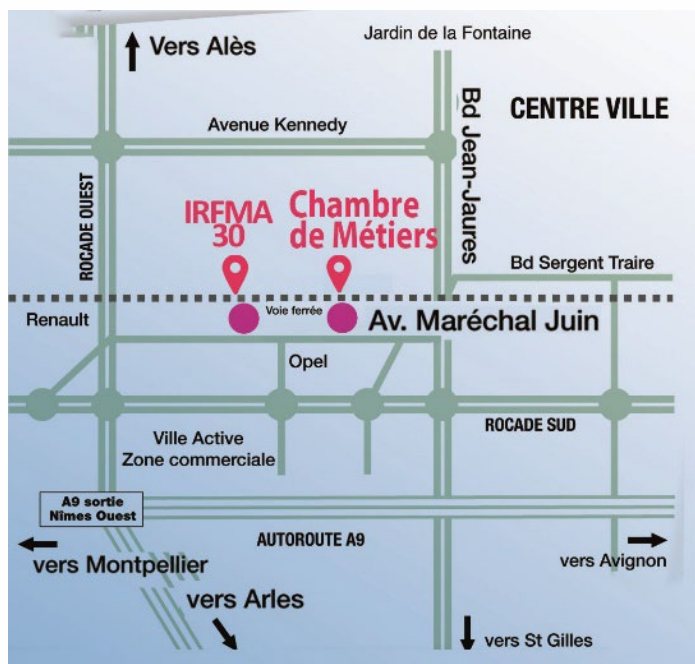 Vers Alès
Jardin de la Fontaine
Avenue Kennedy
Bd Jean-Jaures
CENTRE VILLE
ROCADE OUEST
IRFMA
30
Chambre
de Métiers
Bd Sergent Traire
Renault
Voie ferrée
Av. Maréchal Juin
Opel
ROCADE SUD
Ville Active
Zone commerciale
A9 sortie
Nîmes Ouest
AUTOROUTE A9
vers Montpellier
vers Avignon
vers Arles
vers St Gilles